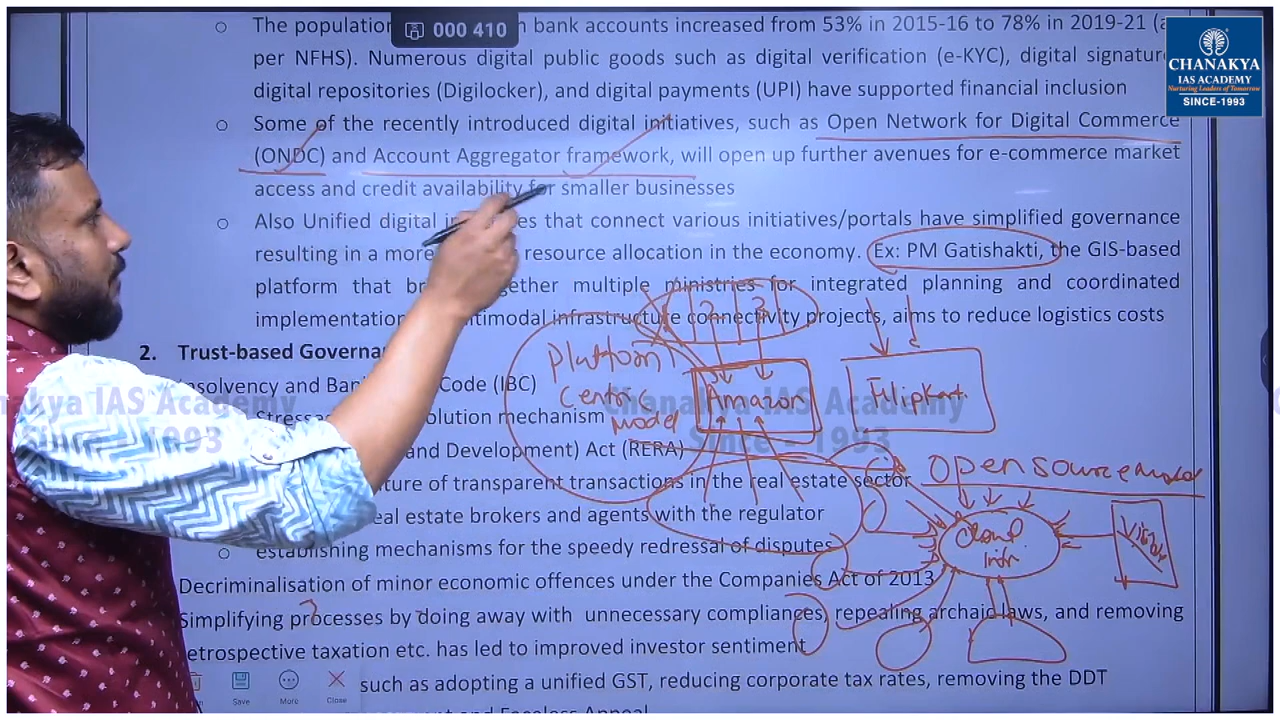 The population
000 410
n bank accounts increased from 53% in 2015-16 to 78% in 2019-21 (a
per NFHS). Numerous digital public goods such as digital verification (e-KYC), digital signature
digital repositories (Digilocker), and digital payments (UPI) have supported financial inclusion
CHANAKYA
IAS ACADEMY
Nurturing Leaders of Tomorrow
SINCE-1993
Some of the recently introduced digital initiatives, such as Open Network for Digital Commerce
(ONDC) and Account Aggregator framework, will open up further avenues for e-commerce market
access and credit availability for smaller businesses
Also Unified digital in es that connect various initiatives/portals have simplified governance
resulting in a more resource allocation in the economy. Ex: PM Gatishakti, the GIS-based
platform that br gether multiple ministries for integrated planning and coordinated
implementation timodal infrastructure connectivity projects, aims to reduce logistics costs
2 3
Platform
Centric
Model
Amazon
Flipkart
2. Trust-based Governa
nsolvency and Ban Code (IBC)
Stress olution mechanism
and Development) Act (RERA)
ture of transparent transactions in the real estate sector
eal estate brokers and agents with the regulator
establishing mechanisms for the speedy redressal of disputes
Open source model
Decriminalisation of minor economic offences under the Companies Act of 2013
Simplifying processes by doing away with unnecessary compliances, repealing archaic laws, and removing
retrospective taxation etc. has led to improved investor sentiment
such as adopting a unified GST, reducing corporate tax rates, removing the DDT
Save
More
Close
nakya IAS Academy
Since - 1993
Chanakya IAS Academy
Since - 1993